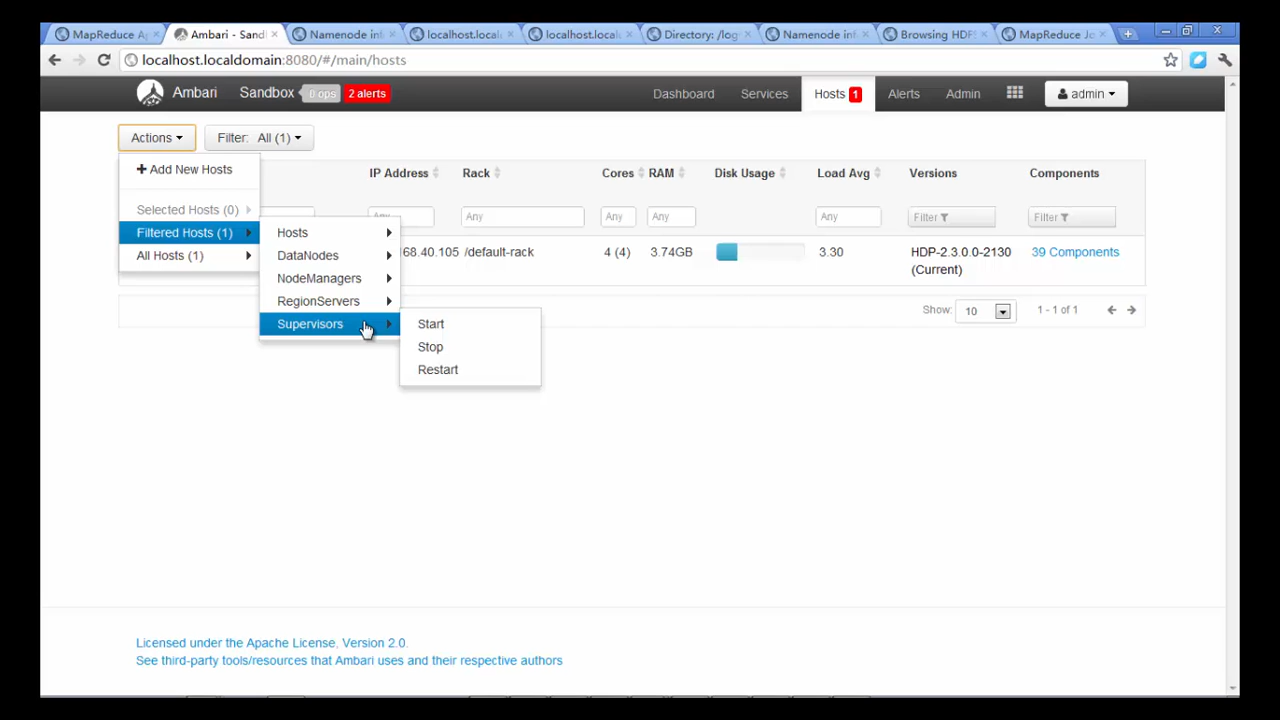 MapReduce Ap
Ambari - Sand
Namenode inf
localhost.locals
localhost.local
Directory: /log
Namenode inf
Browsing HDFS
MapReduce Jo
localhost.localdomain:8080/#/main/hosts
Ambari Sandbox 0 ops 2 alerts Dashboard Services Hosts 1 Alerts Admin admin
Actions Filter: All (1)
Add New Hosts
IP Address Rack Cores RAM Disk Usage Load Avg Versions Components
Selected Hosts (0)
Any Any Any Any Any Filter Filter
Filtered Hosts (1)
Hosts
All Hosts (1)
DataNodes
68.40.105 /default-rack 4 (4) 3.74GB 3.30 HDP-2.3.0.0-2130 39 Components
(Current)
NodeManagers
RegionServers
Show: 10 1 - 1 of 1
Supervisors
Start
Stop
Restart
Licensed under the Apache License, Version 2.0.
See third-party tools/resources that Ambari uses and their respective authors